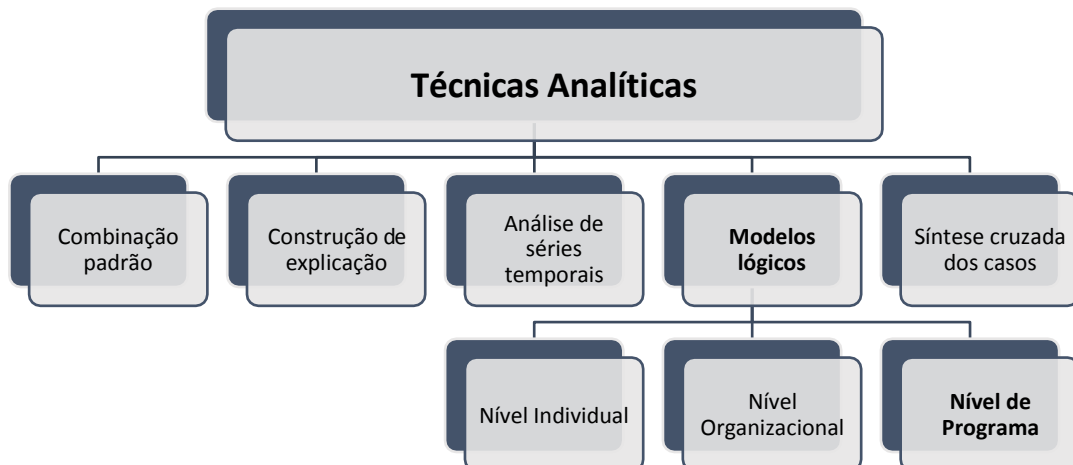 Técnicas Analíticas
Combinação
padrão
Construção de
explicação
Análise de
séries
temporais
Modelos
lógicos
Síntese cruzada
dos casos
Nível Individual
Nível
Organizacional
Nível de
Programa